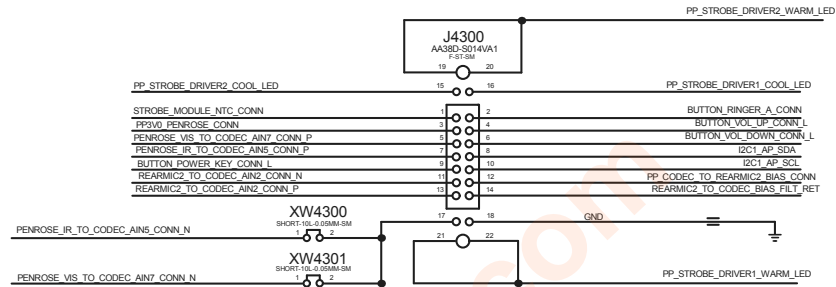 PP_STROBE_DRIVER2_WARM_LED
J4300
AA38D-S014VA1
F-ST-SM
19 20
PP_STROBE_DRIVER2_COOL_LED 15 16 PP_STROBE_DRIVER1_COOL_LED
STROBE_MODULE_NTC_CONN 1 2 BUTTON_RINGER_A_CONN
PP3V0_PENROSE_CONN 3 4 BUTTON_VOL_UP_CONN_L
PENROSE_VIS_TO_CODEC_AIN7_CONN_P 5 6 BUTTON_VOL_DOWN_CONN_L
PENROSE_IR_TO_CODEC_AIN5_CONN_P 7 8 I2C1_AP_SDA
BUTTON_POWER_KEY_CONN_L 9 10 I2C1_AP_SCL
REARMIC2_TO_CODEC_AIN2_CONN_N 11 12 PP_CODEC_TO_REARMIC2_BIAS_CONN
REARMIC2_TO_CODEC_AIN2_CONN_P 13 14 REARMIC2_TO_CODEC_BIAS_FILT_RET
XW4300 17 18 GND
SHORT-10L-0.05MM-SM
PENROSE_IR_TO_CODEC_AIN5_CONN_N 1 2
21 22
XW4301
SHORT-10L-0.05MM-SM
PENROSE_VIS_TO_CODEC_AIN7_CONN_N 1 2 PP_STROBE_DRIVER1_WARM_LED
com